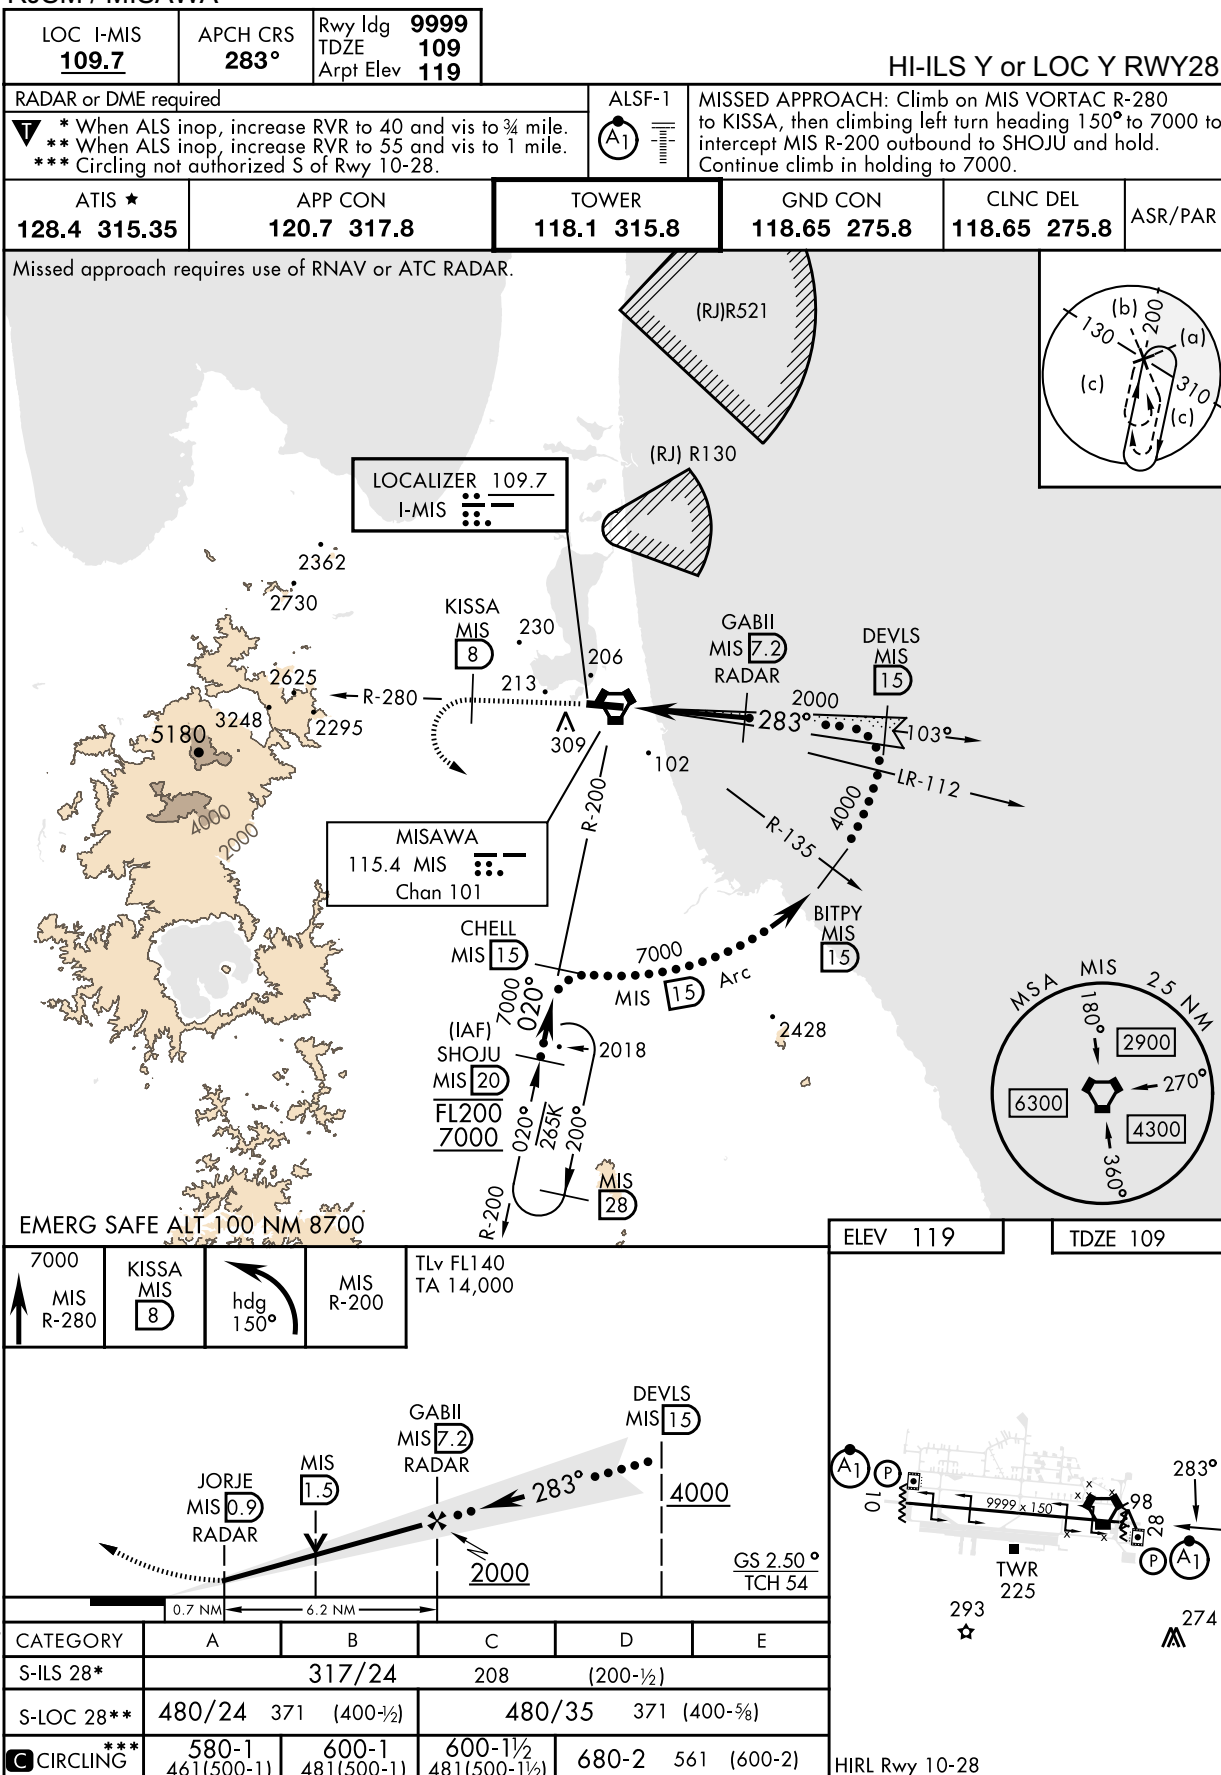 LOC I-MIS
109.7
APCH CRS
283°
Rwy ldg 9999
TDZE 109
Arpt Elev 119
HI-ILS Y or LOC Y RWY28
RADAR or DME required
T * When ALS inop, increase RVR to 40 and vis to ¾ mile.
** When ALS inop, increase RVR to 55 and vis to 1 mile.
*** Circling not authorized S of Rwy 10-28.
ALSF-1
A1
MISSED APPROACH: Climb on MIS VORTAC R-280
to KISSA, then climbing left turn heading 150° to 7000 to
intercept MIS R-200 outbound to SHOJU and hold.
Continue climb in holding to 7000.
ATIS ★
128.4 315.35
APP CON
120.7 317.8
TOWER
118.1 315.8
GND CON
118.65 275.8
CLNC DEL
118.65 275.8
ASR/PAR
Missed approach requires use of RNAV or ATC RADAR.
(RJ)R521
(b)
200
130
(a)
(c)
310
(c)
(RJ) R130
LOCALIZER 109.7
I-MIS
2362
2730
KISSA
MIS
8
230
206
213
GABII
MIS 7.2
RADAR
DEVLS
MIS
15
2625
3248
2295
5180
R-280
309
102
2000
283°
103°
LR-112
4000
2000
R-200
R-135
4000
MISAWA
115.4 MIS
Chan 101
BITPY
MIS
15
CHELL
MIS 15
7000
MIS 15 Arc
7000
020°
(IAF)
SHOJU
MIS 20
FL200
7000
2018
2428
020°
265K
200°
MIS
28
R-200
MSA MIS 25 NM
180°
2900
270°
6300
4300
360°
EMERG SAFE ALT 100 NM 8700
ELEV 119
TDZE 109
7000
MIS
R-280
KISSA
MIS
8
hdg
150°
MIS
R-200
TLv FL140
TA 14,000
DEVLS
MIS 15
GABII
MIS 7.2
RADAR
MIS
1.5
JORJE
MIS 0.9
RADAR
283°
4000
2000
GS 2.50°
TCH 54
0.7 NM
6.2 NM
A1
P
10
9999 x 150
98
28
283°
P
A1
TWR
225
293
274
HIRL Rwy 10-28
CATEGORY A B C D E
S-ILS 28* 317/24 208 (200-½)
S-LOC 28** 480/24 371 (400-½) 480/35 371 (400-⅝)
C CIRCLING *** 580-1 600-1 600-1½ 680-2 561 (600-2)
461(500-1) 481(500-1) 481(500-1½)